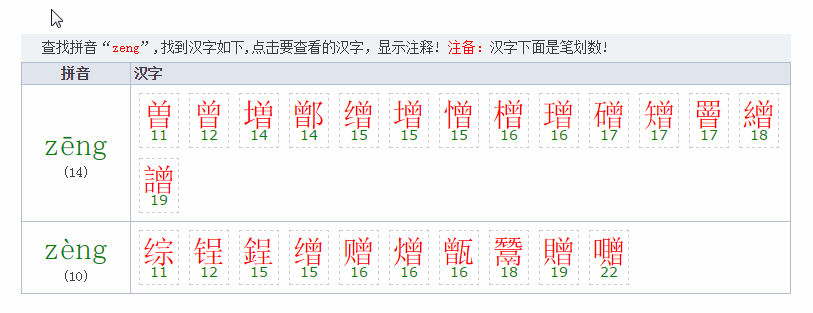 查找拼音“zeng”,找到汉字如下,点击要查看的汉字，显示注释! 注备: 汉字下面是笔划数!
拼音 汉字
zēng (14)
曽 曾 増 鄫 缯 增 憎 橧 璔 磳 矰 罾 繒
11 12 14 14 15 15 15 16 16 17 17 17 18
譄
19
zèng (10)
综 锃 鋥 缯 赠 熷 甑 鬵 贈 囎
11 12 15 15 16 16 16 18 19 22